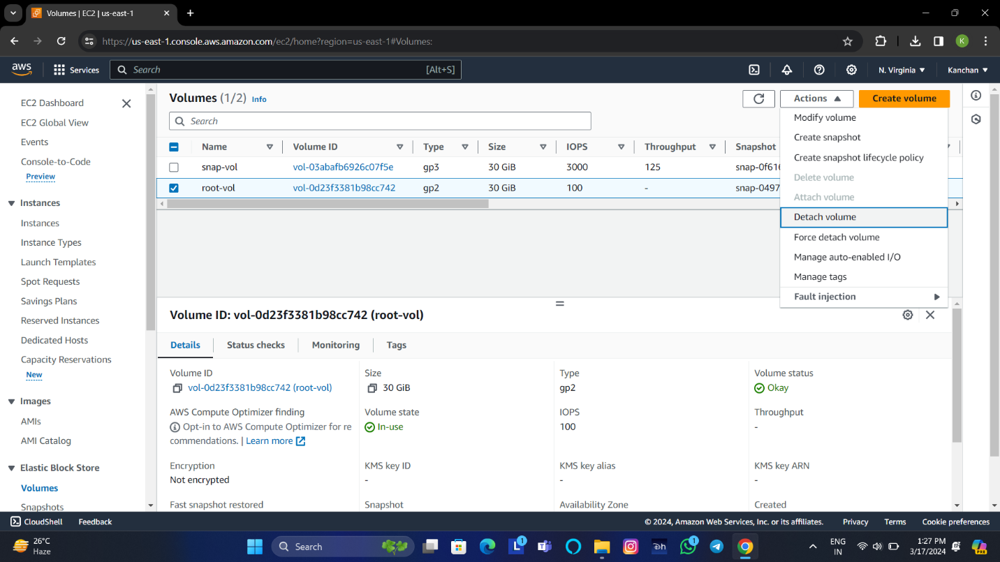 Volumes | EC2 | us-east-1
https://us-east-1.console.aws.amazon.com/ec2/home?region=us-east-1#Volumes:
K
aws
Services
Search
[Alt+S]
N. Virginia
Kanchan
EC2 Dashboard
EC2 Global View
Events
Console-to-Code
Preview
Instances
Instances
Instance Types
Launch Templates
Spot Requests
Savings Plans
Reserved Instances
Dedicated Hosts
Capacity Reservations
New
Images
AMIs
AMI Catalog
Elastic Block Store
Volumes
Snapshots
Volumes (1/2) Info
Actions
Create volume
Search
Name Volume ID Type Size IOPS Throughput Snapshot
snap-vol vol-03abafb6926c07f5e gp3 30 GiB 3000 125 snap-0f616
root-vol vol-0d23f3381b98cc742 gp2 30 GiB 100 - snap-0497
Modify volume
Create snapshot
Create snapshot lifecycle policy
Delete volume
Attach volume
Detach volume
Force detach volume
Manage auto-enabled I/O
Manage tags
Fault injection
Volume ID: vol-0d23f3381b98cc742 (root-vol)
Details Status checks Monitoring Tags
Volume ID Size Type Volume status
vol-0d23f3381b98cc742 (root-vol) 30 GiB gp2 Okay
AWS Compute Optimizer finding Volume state IOPS Throughput
Opt-in to AWS Compute Optimizer for re In-use 100 -
commendations. | Learn more
Encryption KMS key ID KMS key alias KMS key ARN
Not encrypted - - -
Fast snapshot restored Snapshot Availability Zone Created
CloudShell Feedback © 2024, Amazon Web Services, Inc. or its affiliates. Privacy Terms Cookie preferences
26°C
Haze
Search
1
1
ENG
IN
1:27 PM
3/17/2024
PRE